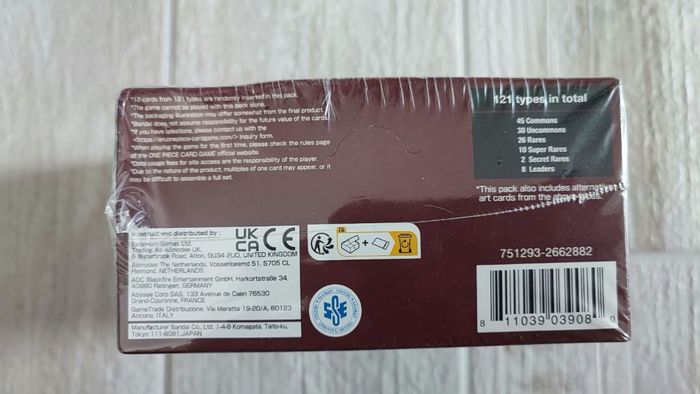 *12 cards from 121 types are randomly inserted in this pack.
*The game cannot be played with this pack alone.
*The packaging illustration may differ somewhat from the final product.
*Bandai does not assume responsibility for the future value of the cards.
*If you have questions, please contact us with the
<https://en.onepiece-cardgame.com/> inquiry form.
*When playing the game for the first time, please check the rules page
of the ONE PIECE CARD GAME official website.
*Data usage fees for site access are the responsibility of the player.
*Due to the nature of the product, multiples of one card may appear, or it
may be difficult to assemble a full set.
121 types in total
45 Commons
30 Uncommons
26 Rares
10 Super Rares
2 Secret Rares
8 Leaders
*This pack also includes alternative
art cards from the above types.
and distributed by :
Games Ltd.
Trading As Asmodee UK,
6 Waterbrook Road, Alton, GU34 2UD, UNITED KINGDOM
Asmodee The Netherlands, Vossenbeemd 51, 5705 CL
Helmond, NETHERLANDS
ADC Blackfire Entertainment GmbH, Harkortstraße 34,
40880 Ratingen, GERMANY
Abysse Corp SAS, 133 Avenue de Caen 76530
Grand-Couronne, FRANCE
GameTrade Distribuzione, Via Maratta 19-20/A, 60123
Ancona, ITALY
Manufacturer Bandai Co., Ltd. 1-4-8 Komagata, Taito-ku,
Tokyo 111-8081,JAPAN
UK
CA CE
FR
751293-2662882
8 11039 03908 0